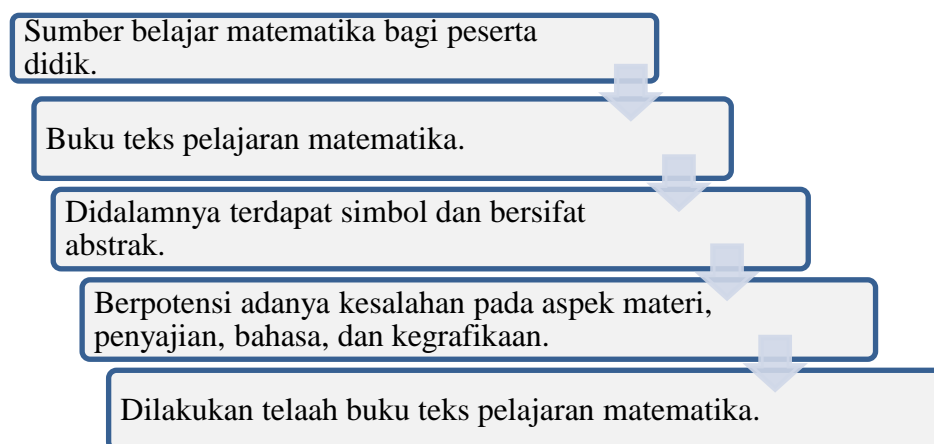 Sumber belajar matematika bagi peserta
didik.
Buku teks pelajaran matematika.
Didalamnya terdapat simbol dan bersifat
abstrak.
Berpotensi adanya kesalahan pada aspek materi,
penyajian, bahasa, dan kegrafikaan.
Dilakukan telaah buku teks pelajaran matematika.